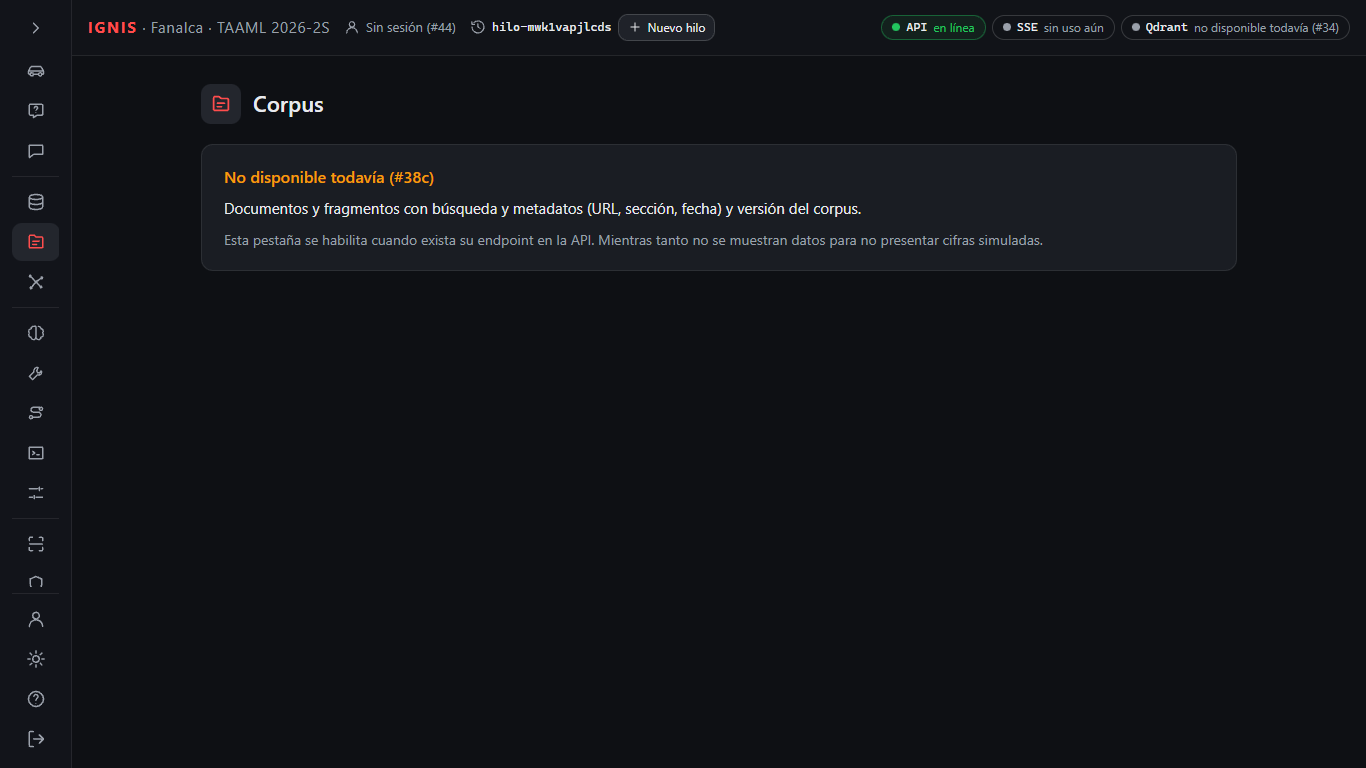 IGNIS · Fanalca · TAAML 2026-2S Sin sesión (#44) hilo-mwk1vapjlcds + Nuevo hilo API en línea SSE sin uso aún Qdrant no disponible todavía (#34)
Corpus
No disponible todavía (#38c)
Documentos y fragmentos con búsqueda y metadatos (URL, sección, fecha) y versión del corpus.
Esta pestaña se habilita cuando exista su endpoint en la API. Mientras tanto no se muestran datos para no presentar cifras simuladas.